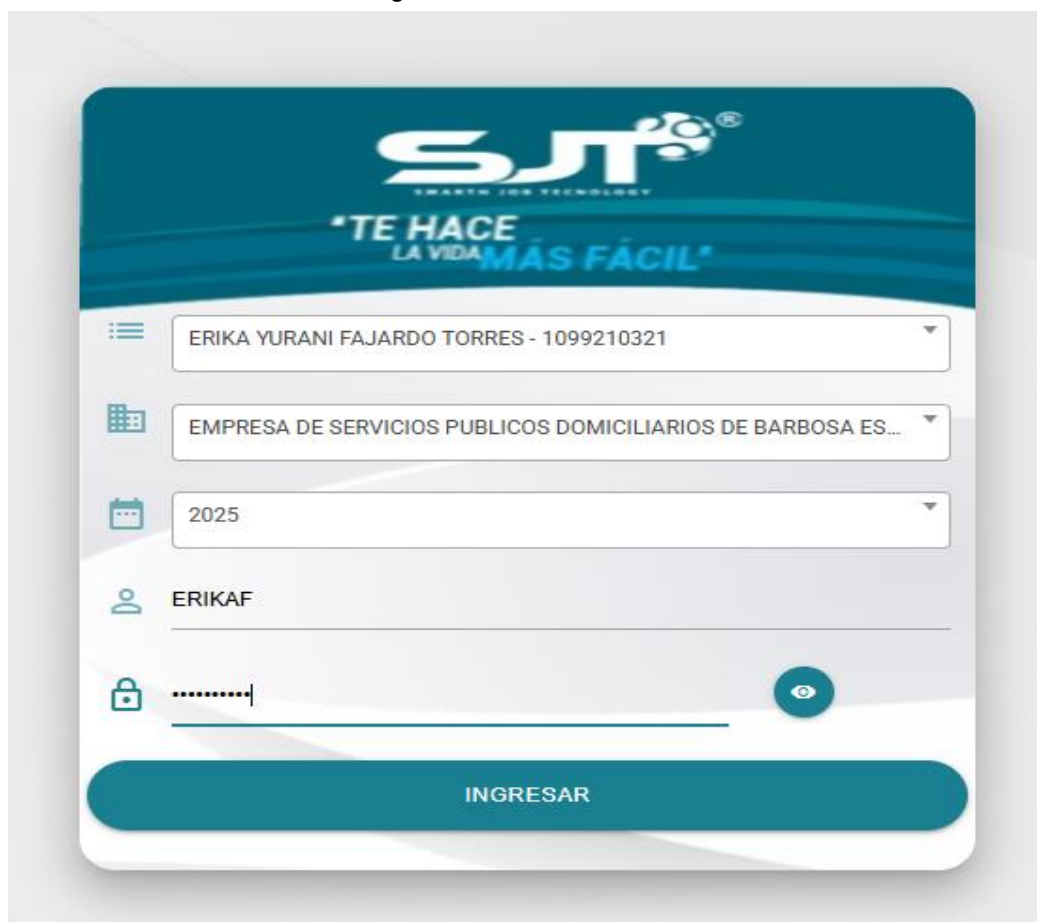 SJT®
SMARTH JOB TECNOLOGY
"TE HACE
LA VIDA MÁS FÁCIL"
ERIKA YURANI FAJARDO TORRES - 1099210321
EMPRESA DE SERVICIOS PUBLICOS DOMICILIARIOS DE BARBOSA ES...
2025
ERIKAF
••••••••••
INGRESAR